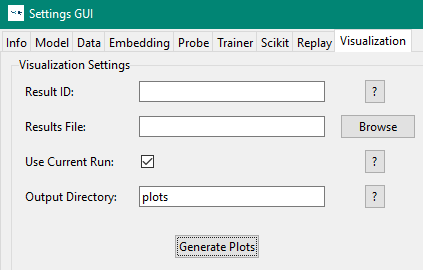 Settings GUI
Info Model Data Embedding Probe Trainer Scikit Replay Visualization
Visualization Settings
Result ID: ?
Results File: Browse
Use Current Run: ?
Output Directory: plots ?
Generate Plots